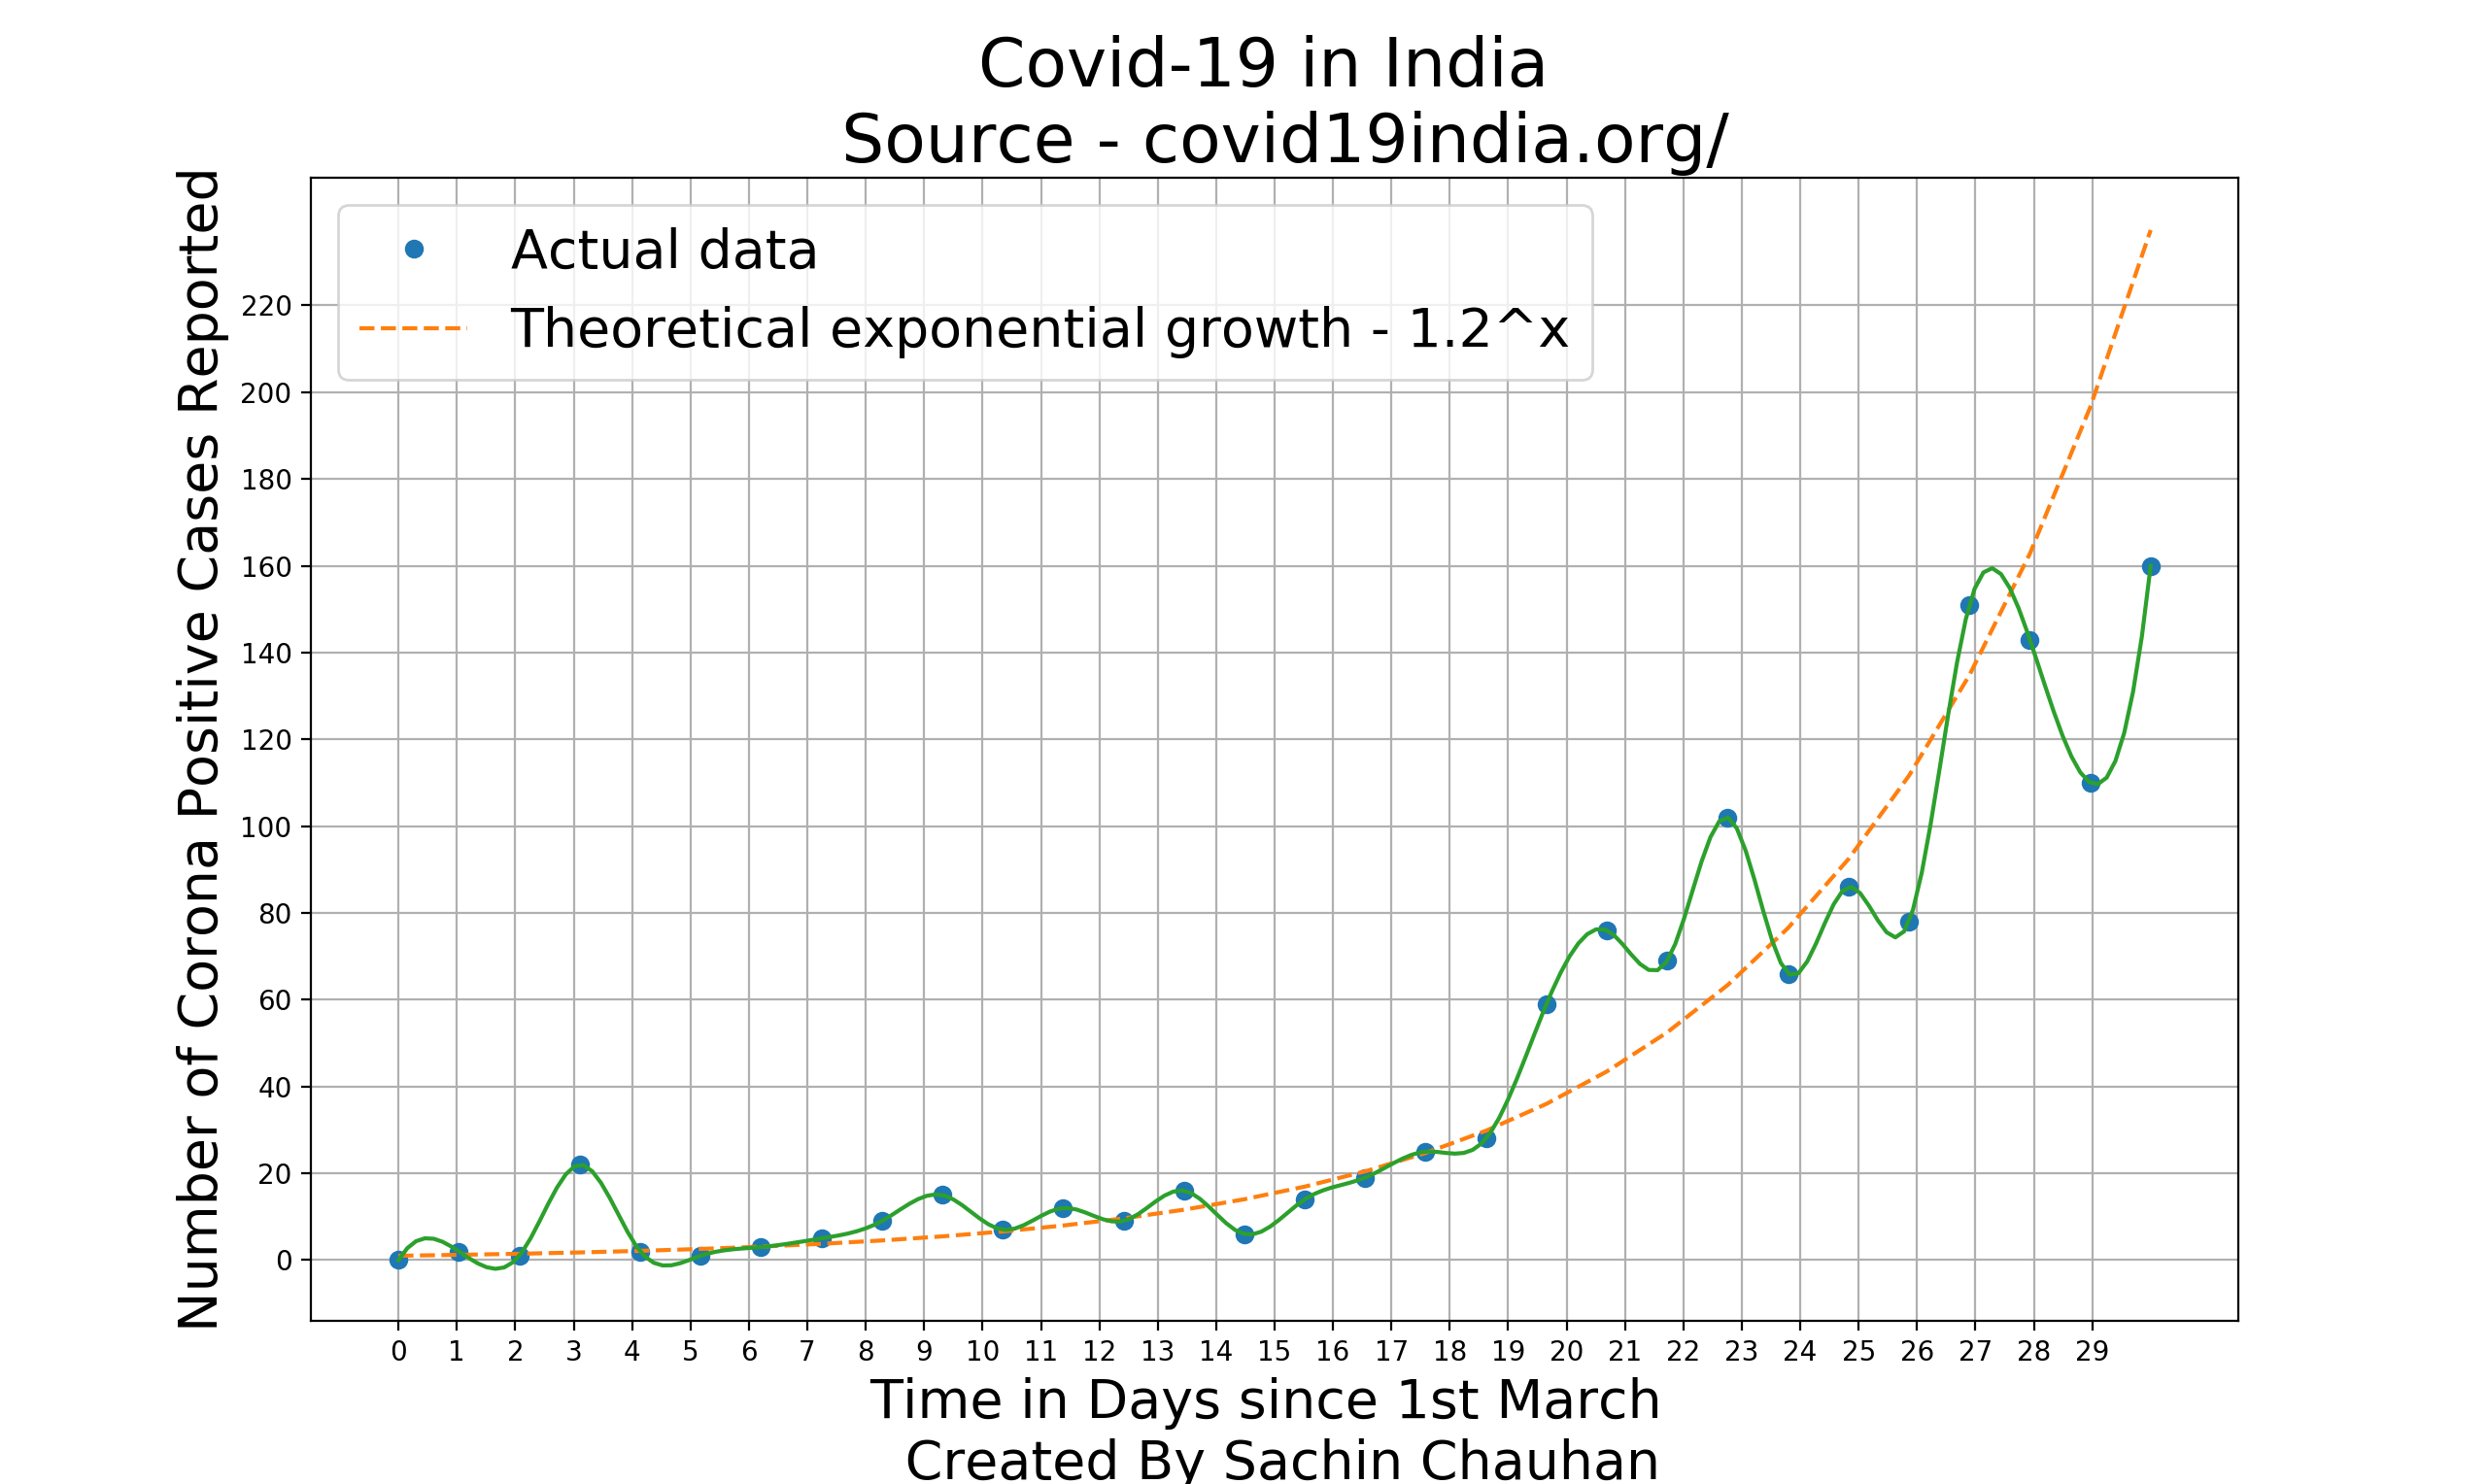 Covid-19 in India
Source - covid19india.org/
Number of Corona Positive Cases Reported
Actual data
Theoretical exponential growth - 1.2^x
220
200
180
160
140
120
100
80
60
40
20
0
0 1 2 3 4 5 6 7 8 9 10 11 12 13 14 15 16 17 18 19 20 21 22 23 24 25 26 27 28 29
Time in Days since 1st March
Created By Sachin Chauhan